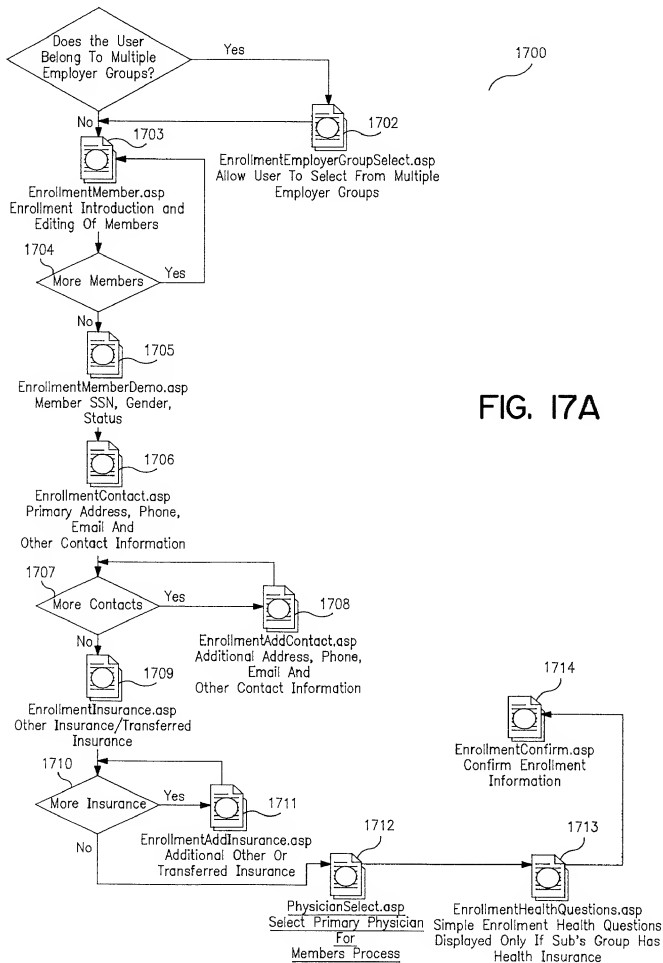 Does the User
Belong To Multiple
Employer Groups?
Yes
1700
No
1703
1702
EnrollmentEmployerGroupSelect.asp
Allow User To Select From Multiple
Employer Groups
EnrollmentMember.asp
Enrollment Introduction and
Editing Of Members
1704
More Members
Yes
No
1705
EnrollmentMemberDemo.asp
Member SSN, Gender,
Status
FIG. 17A
1706
EnrollmentContact.asp
Primary Address, Phone,
Email And
Other Contact Information
1707
More Contacts
Yes
1708
EnrollmentAddContact.asp
Additional Address, Phone,
Email And
Other Contact Information
No
1709
EnrollmentInsurance.asp
Other Insurance/Transferred
Insurance
1714
EnrollmentConfirm.asp
Confirm Enrollment
Information
1710
More Insurance
Yes
1711
EnrollmentAddInsurance.asp
Additional Other Or
Transferred Insurance
No
1712
PhysicianSelect.asp
Select Primary Physician
For
Members Process
1713
EnrollmentHealthQuestions.asp
Simple Enrollment Health Questions
Displayed Only If Sub's Group Has
Health Insurance